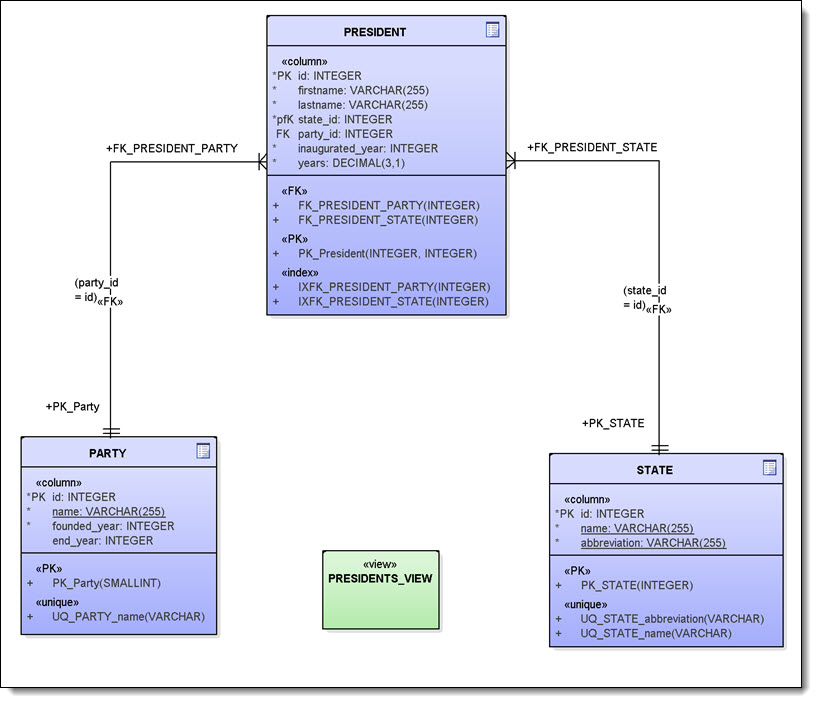 PRESIDENT
«column»
*PK id: INTEGER
* firstname: VARCHAR(255)
* lastname: VARCHAR(255)
*pfK state_id: INTEGER
FK party_id: INTEGER
* inaugurated_year: INTEGER
* years: DECIMAL(3,1)
«FK»
+ FK_PRESIDENT_PARTY(INTEGER)
+ FK_PRESIDENT_STATE(INTEGER)
«PK»
+ PK_President(INTEGER, INTEGER)
«index»
+ IXFK_PRESIDENT_PARTY(INTEGER)
+ IXFK_PRESIDENT_STATE(INTEGER)
+FK_PRESIDENT_PARTY
+FK_PRESIDENT_STATE
(party_id
= id)
«FK»
(state_id
= id)
«FK»
+PK_Party
+PK_STATE
PARTY
«column»
*PK id: INTEGER
* name: VARCHAR(255)
* founded_year: INTEGER
end_year: INTEGER
«PK»
+ PK_Party(SMALLINT)
«unique»
+ UQ_PARTY_name(VARCHAR)
«view»
PRESIDENTS_VIEW
STATE
«column»
*PK id: INTEGER
* name: VARCHAR(255)
* abbreviation: VARCHAR(255)
«PK»
+ PK_STATE(INTEGER)
«unique»
+ UQ_STATE_abbreviation(VARCHAR)
+ UQ_STATE_name(VARCHAR)